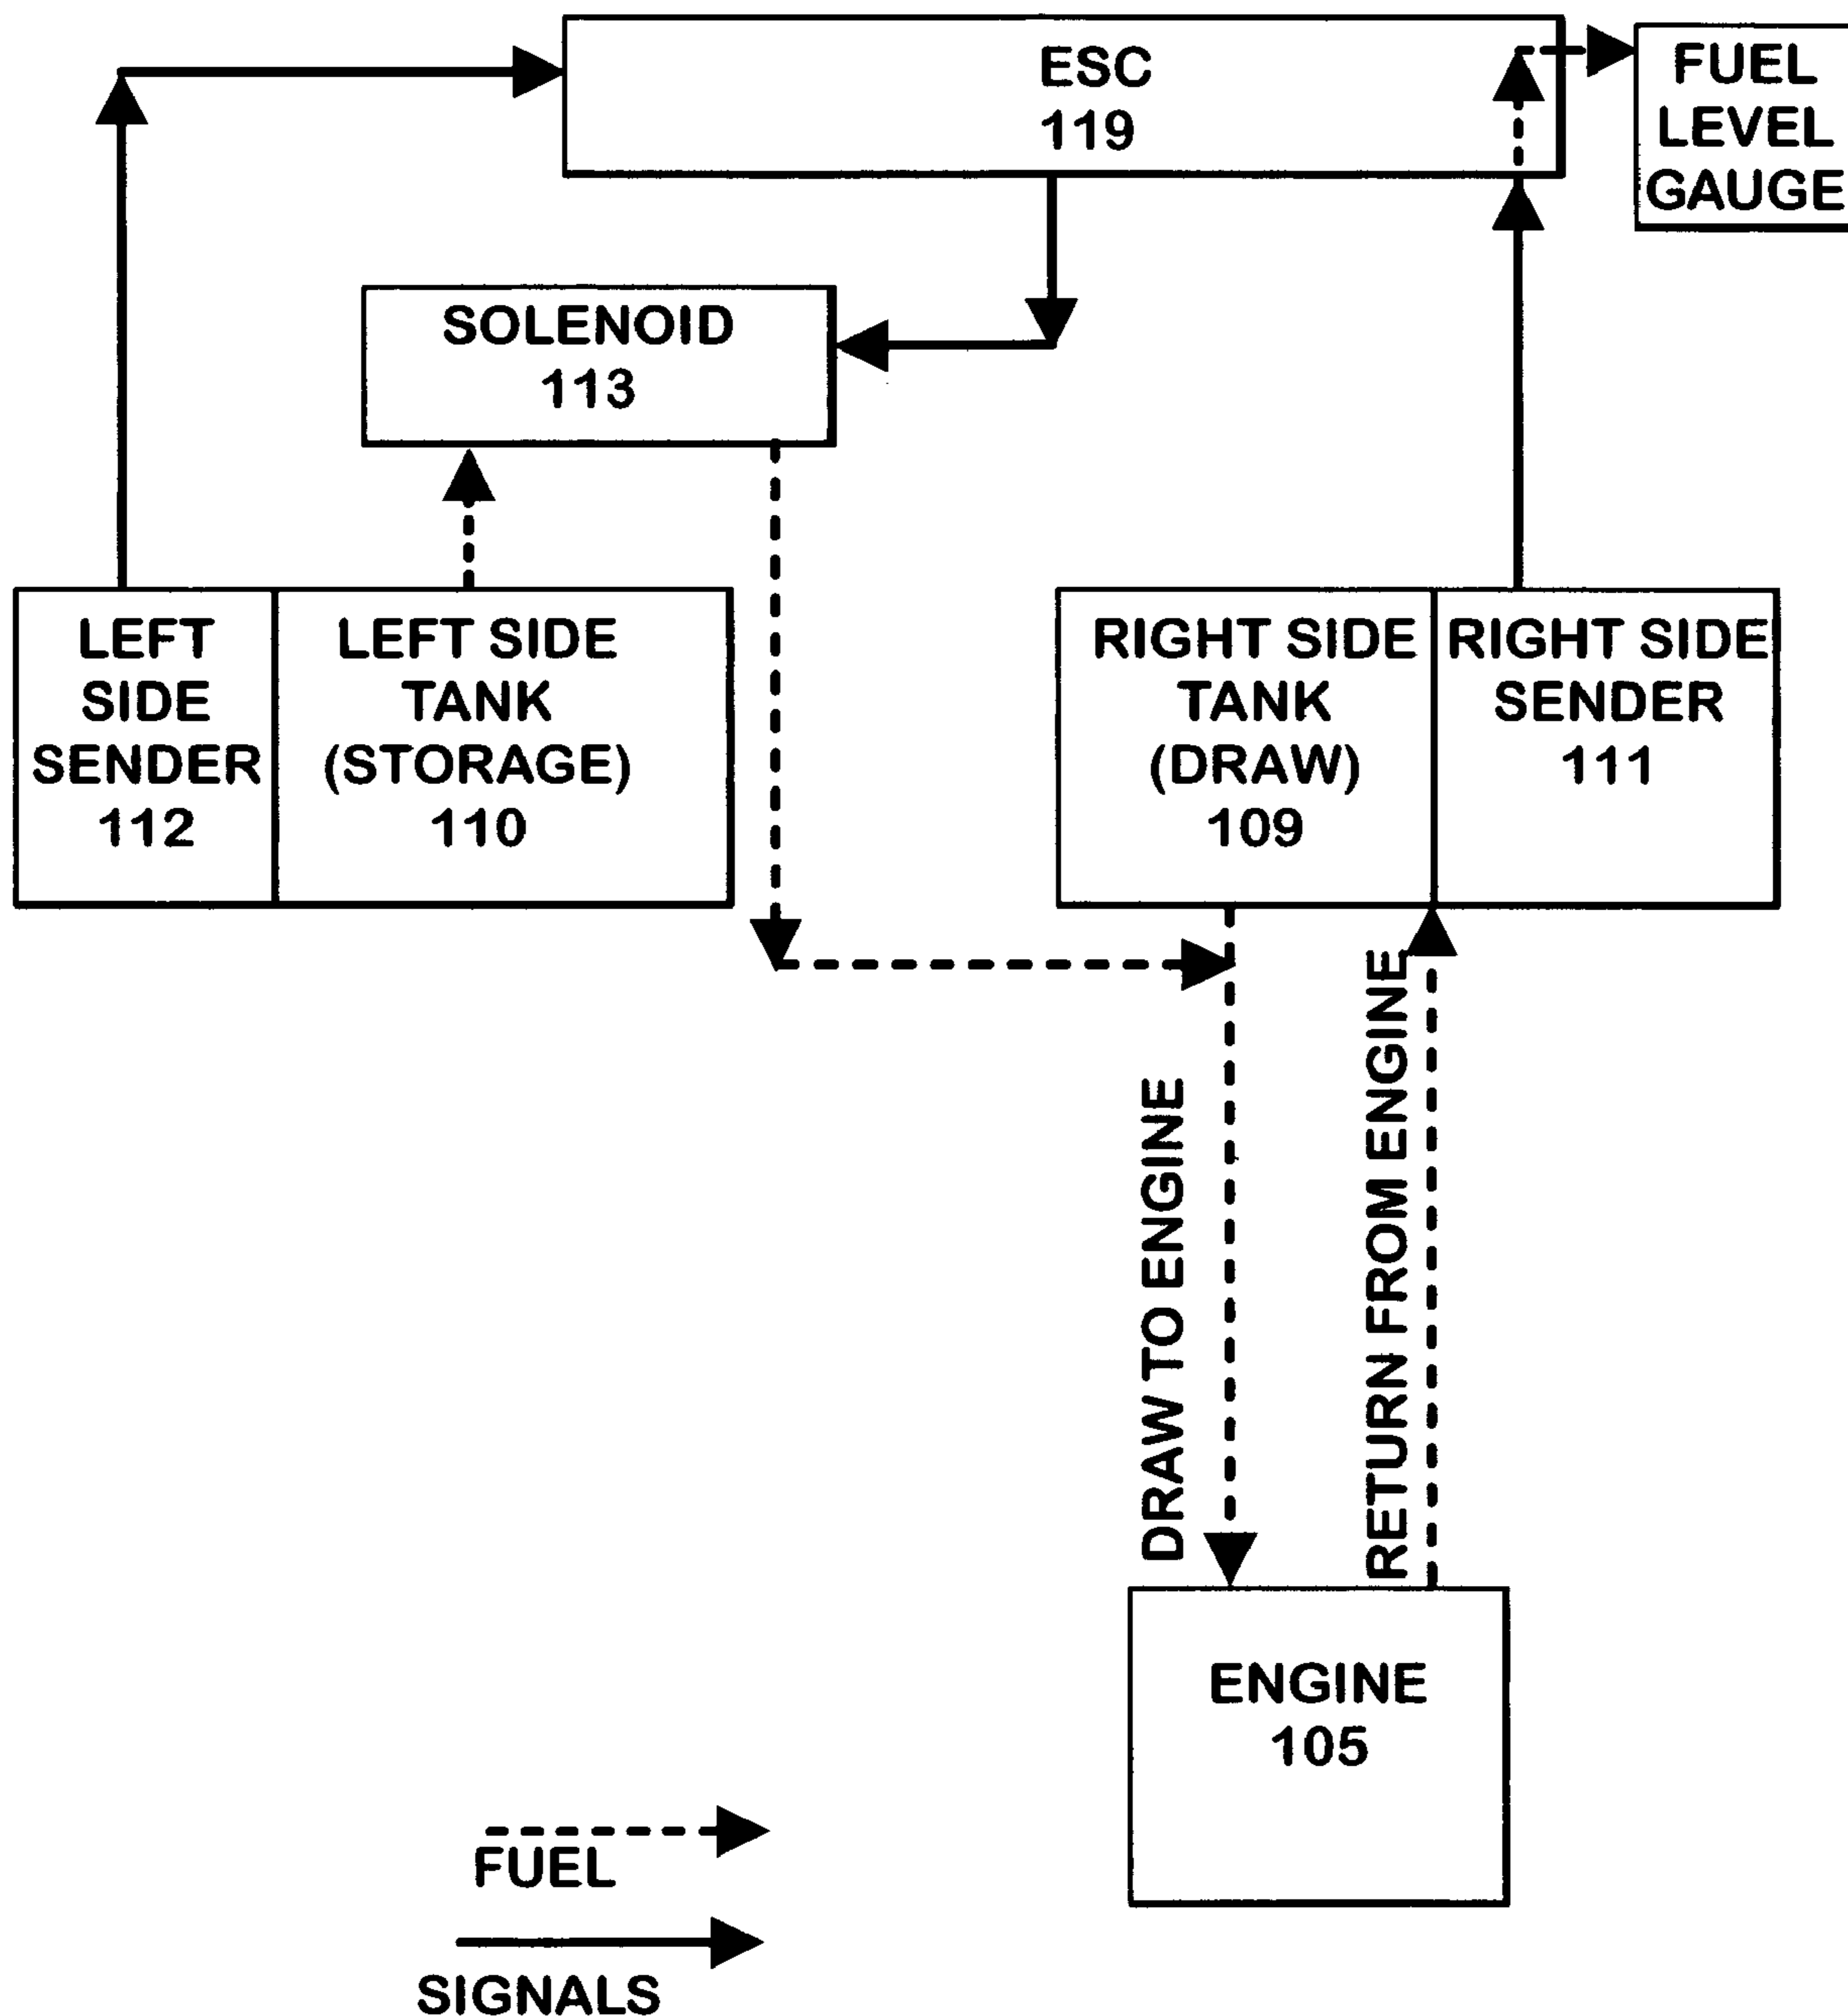 ESC
119
FUEL
LEVEL
GAUGE
SOLENOID
113
LEFT
SIDE
SENDER
112
LEFT SIDE
TANK
(STORAGE)
110
RIGHT SIDE
TANK
(DRAW)
109
RIGHT SIDE
SENDER
111
DRAW TO ENGINE
RETURN FROM ENGINE
ENGINE
105
FUEL
SIGNALS